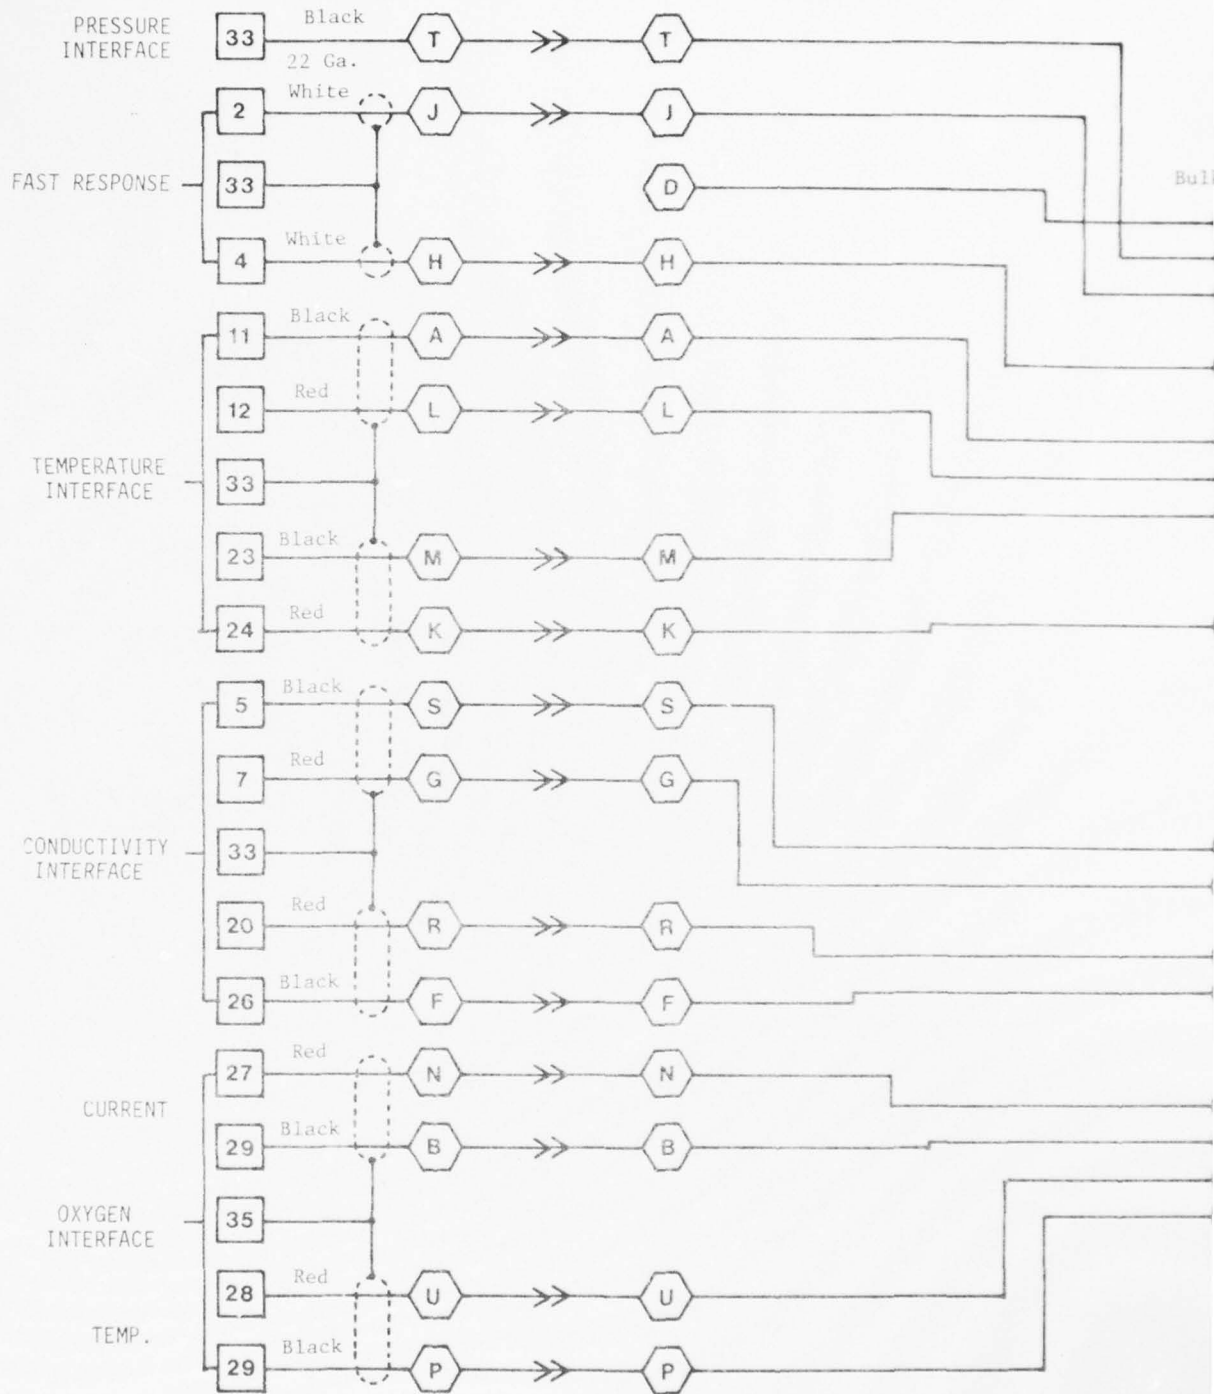 PRESSURE
INTERFACE
33
Black
T
T
22 Ga.
2
White
J
J
FAST RESPONSE
33
D
4
White
H
H
11
Black
A
A
12
Red
L
L
TEMPERATURE
INTERFACE
33
23
Black
M
M
24
Red
K
K
5
Black
S
S
7
Red
G
G
CONDUCTIVITY
INTERFACE
33
20
Red
R
R
26
Black
F
F
27
Red
N
N
CURRENT
29
Black
B
B
OXYGEN
INTERFACE
35
28
Red
U
U
TEMP.
29
Black
P
P